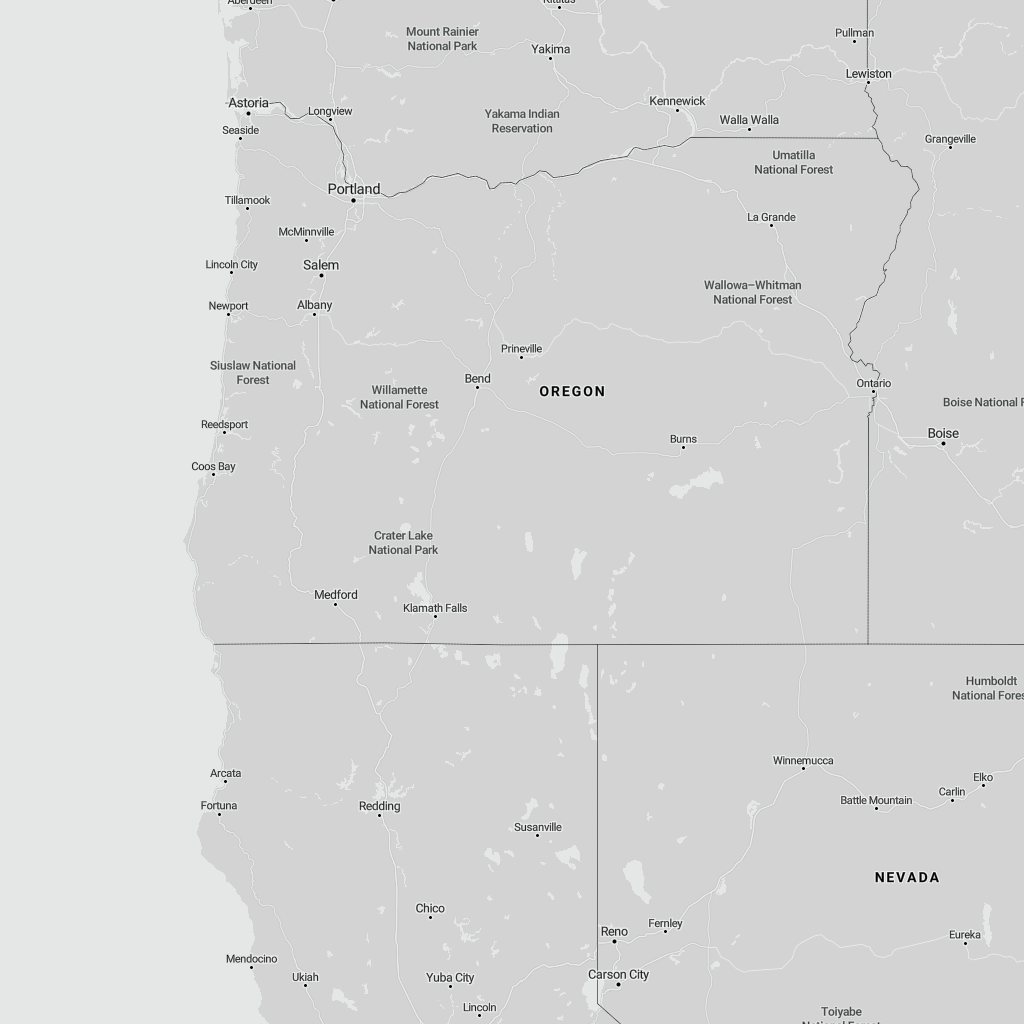 Aberdeen
Kittitas
Mount Rainier
National Park
Pullman
Yakima
Lewiston
Astoria
Longview
Kennewick
Yakama Indian
Reservation
Walla Walla
Seaside
Grangeville
Umatilla
National Forest
Portland
Tillamook
La Grande
McMinnville
Lincoln City
Salem
Wallowa–Whitman
National Forest
Newport
Albany
Prineville
Siuslaw National
Forest
Bend
Willamette
National Forest
OREGON
Ontario
Boise National F
Reedsport
Burns
Boise
Coos Bay
Crater Lake
National Park
Medford
Klamath Falls
Humboldt
National Fores
Winnemucca
Arcata
Elko
Carlin
Battle Mountain
Fortuna
Redding
Susanville
NEVADA
Chico
Fernley
Reno
Eureka
Mendocino
Ukiah
Yuba City
Carson City
Lincoln
Toiyabe
National Forest